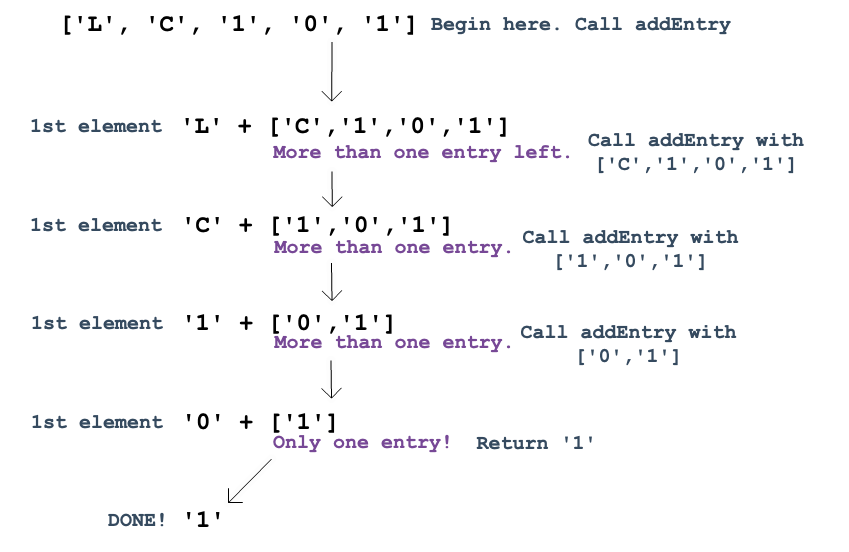 ['L', 'C', '1', '0', '1'] Begin here. Call addEntry
1st element 'L' + ['C','1','0','1']
More than one entry left.
Call addEntry with
['C','1','0','1']
1st element 'C' + ['1','0','1']
More than one entry.
Call addEntry with
['1','0','1']
1st element '1' + ['0','1']
More than one entry.
Call addEntry with
['0','1']
1st element '0' + ['1']
Only one entry! Return '1'
DONE! '1'